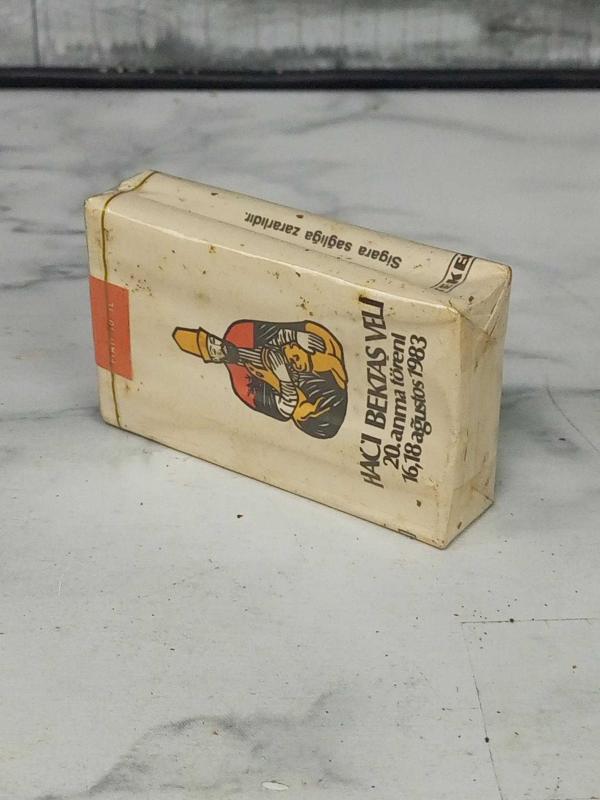 HACI BEKTAŞ VELİ
20. anma töreni
16,18 ağustos 1983
Sigara sağlığa zararlıdır.